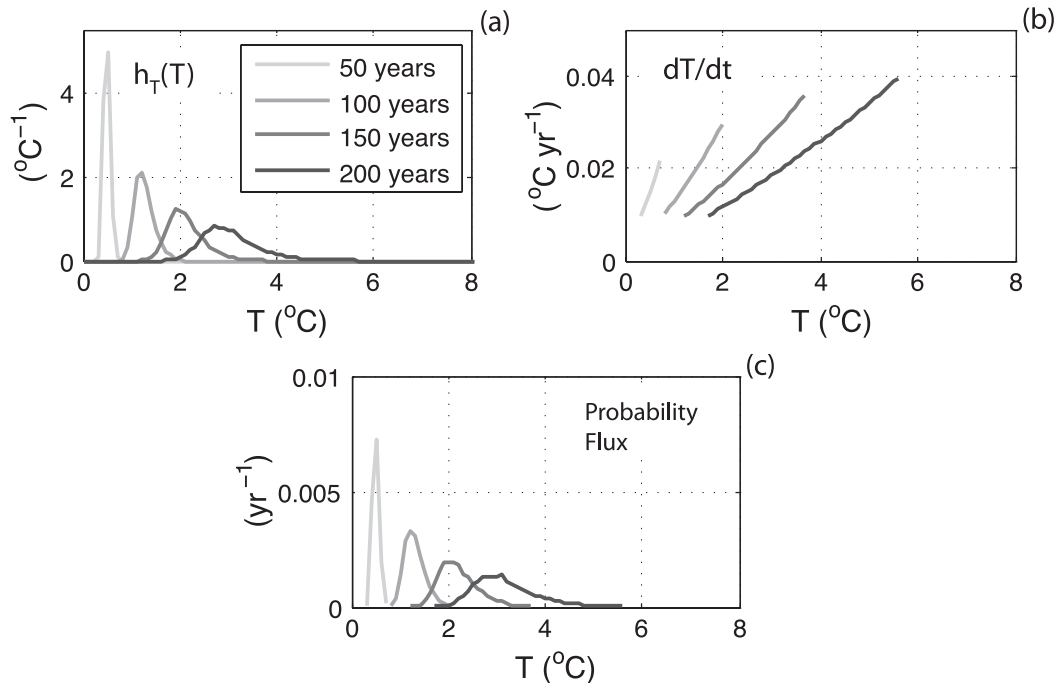 (a)
h_T(T)
50 years
100 years
150 years
200 years
4
2
0
(°C⁻¹)
0
2
4
6
8
T (°C)
(b)
dT/dt
0.04
0.02
0
(°C yr⁻¹)
0
2
4
6
8
T (°C)
(c)
Probability
Flux
0.01
0.005
0
(yr⁻¹)
0
2
4
6
8
T (°C)